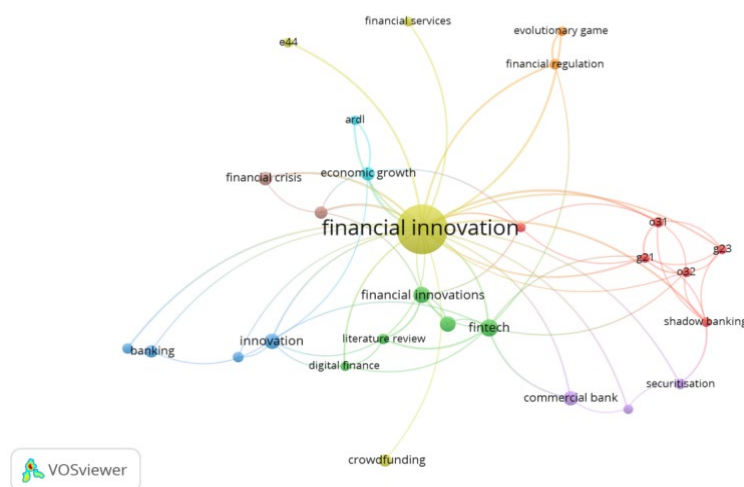 financial services
evolutionary game
e44
financial regulation
ardl
economic growth
financial crisis
financial innovation
o31
g23
g21
o32
financial innovations
shadow banking
fintech
innovation
literature review
banking
digital finance
securitisation
commercial bank
crowdfunding
VOSviewer